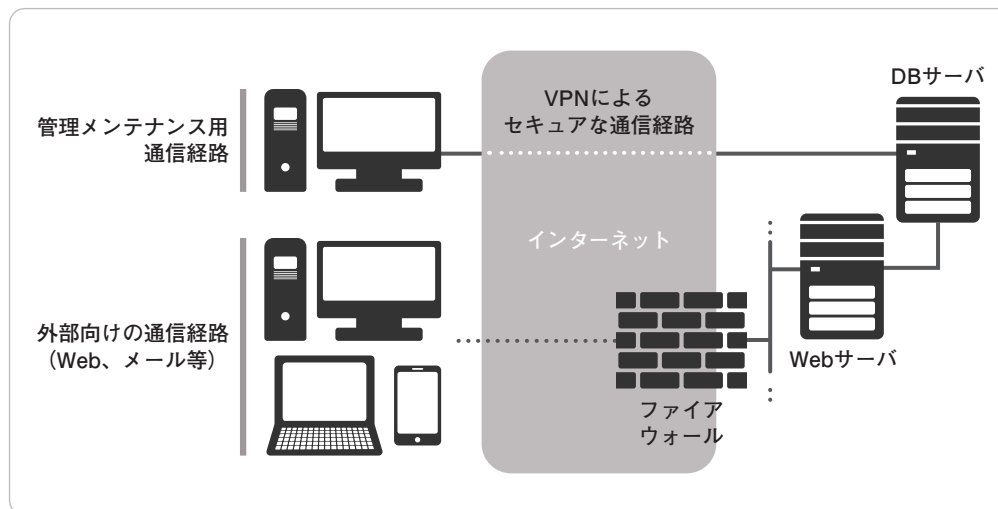 管理メンテナンス用
通信経路
VPNによる
セキュアな通信経路
DBサーバ
インターネット
外部向けの通信経路
（Web、メール等）
Webサーバ
ファイア
ウォール